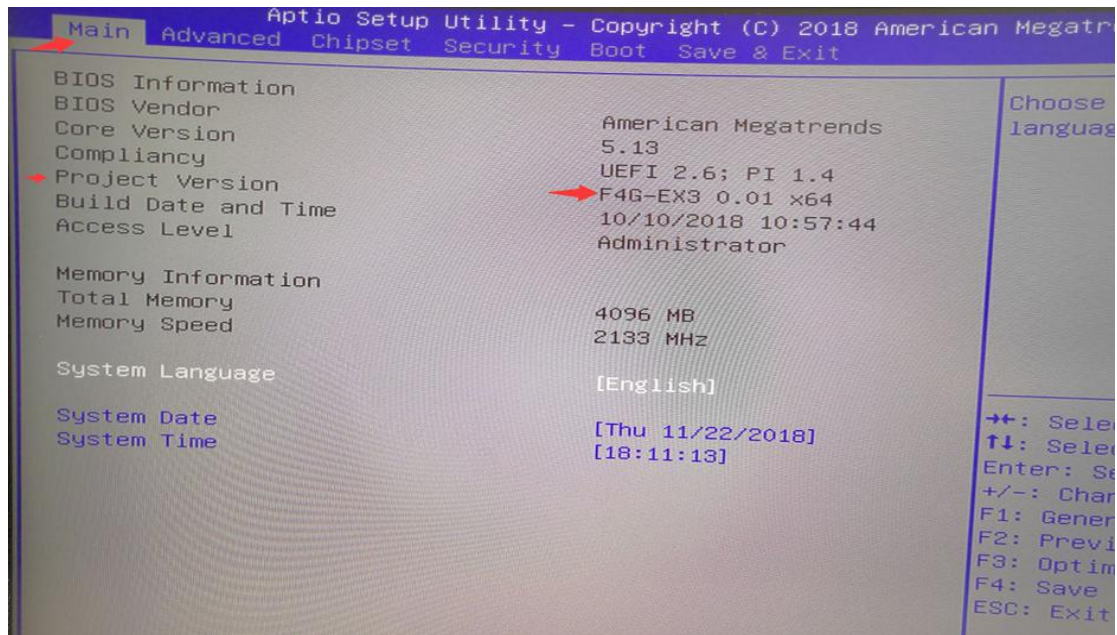 Aptio Setup Utility - Copyright (C) 2018 American
Main Advanced Chipset Security Boot Save & Exit
BIOS Information
BIOS Vendor American Megatrends
Core Version 5.13
Compliancy UEFI 2.6; PI 1.4
Project Version F4G-EX3 0.01 x64
Build Date and Time 10/10/2018 10:57:44
Access Level Administrator
Memory Information
Total Memory 4096 MB
Memory Speed 2133 MHz
System Language [English]
System Date [Thu 11/22/2018]
System Time [18:11:13]
Choose
languag
→←: Sele
↑↓: Sele
Enter: Se
+/-: Char
F1: Gener
F2: Previ
F3: Optim
F4: Save
ESC: Exit